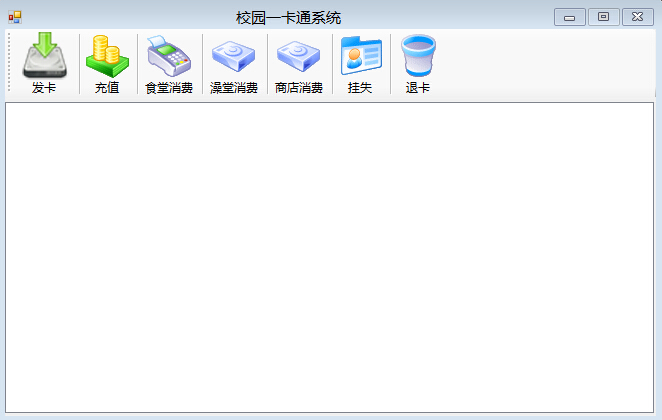 校园一卡通系统
发卡
充值
食堂消费
澡堂消费
商店消费
挂失
退卡